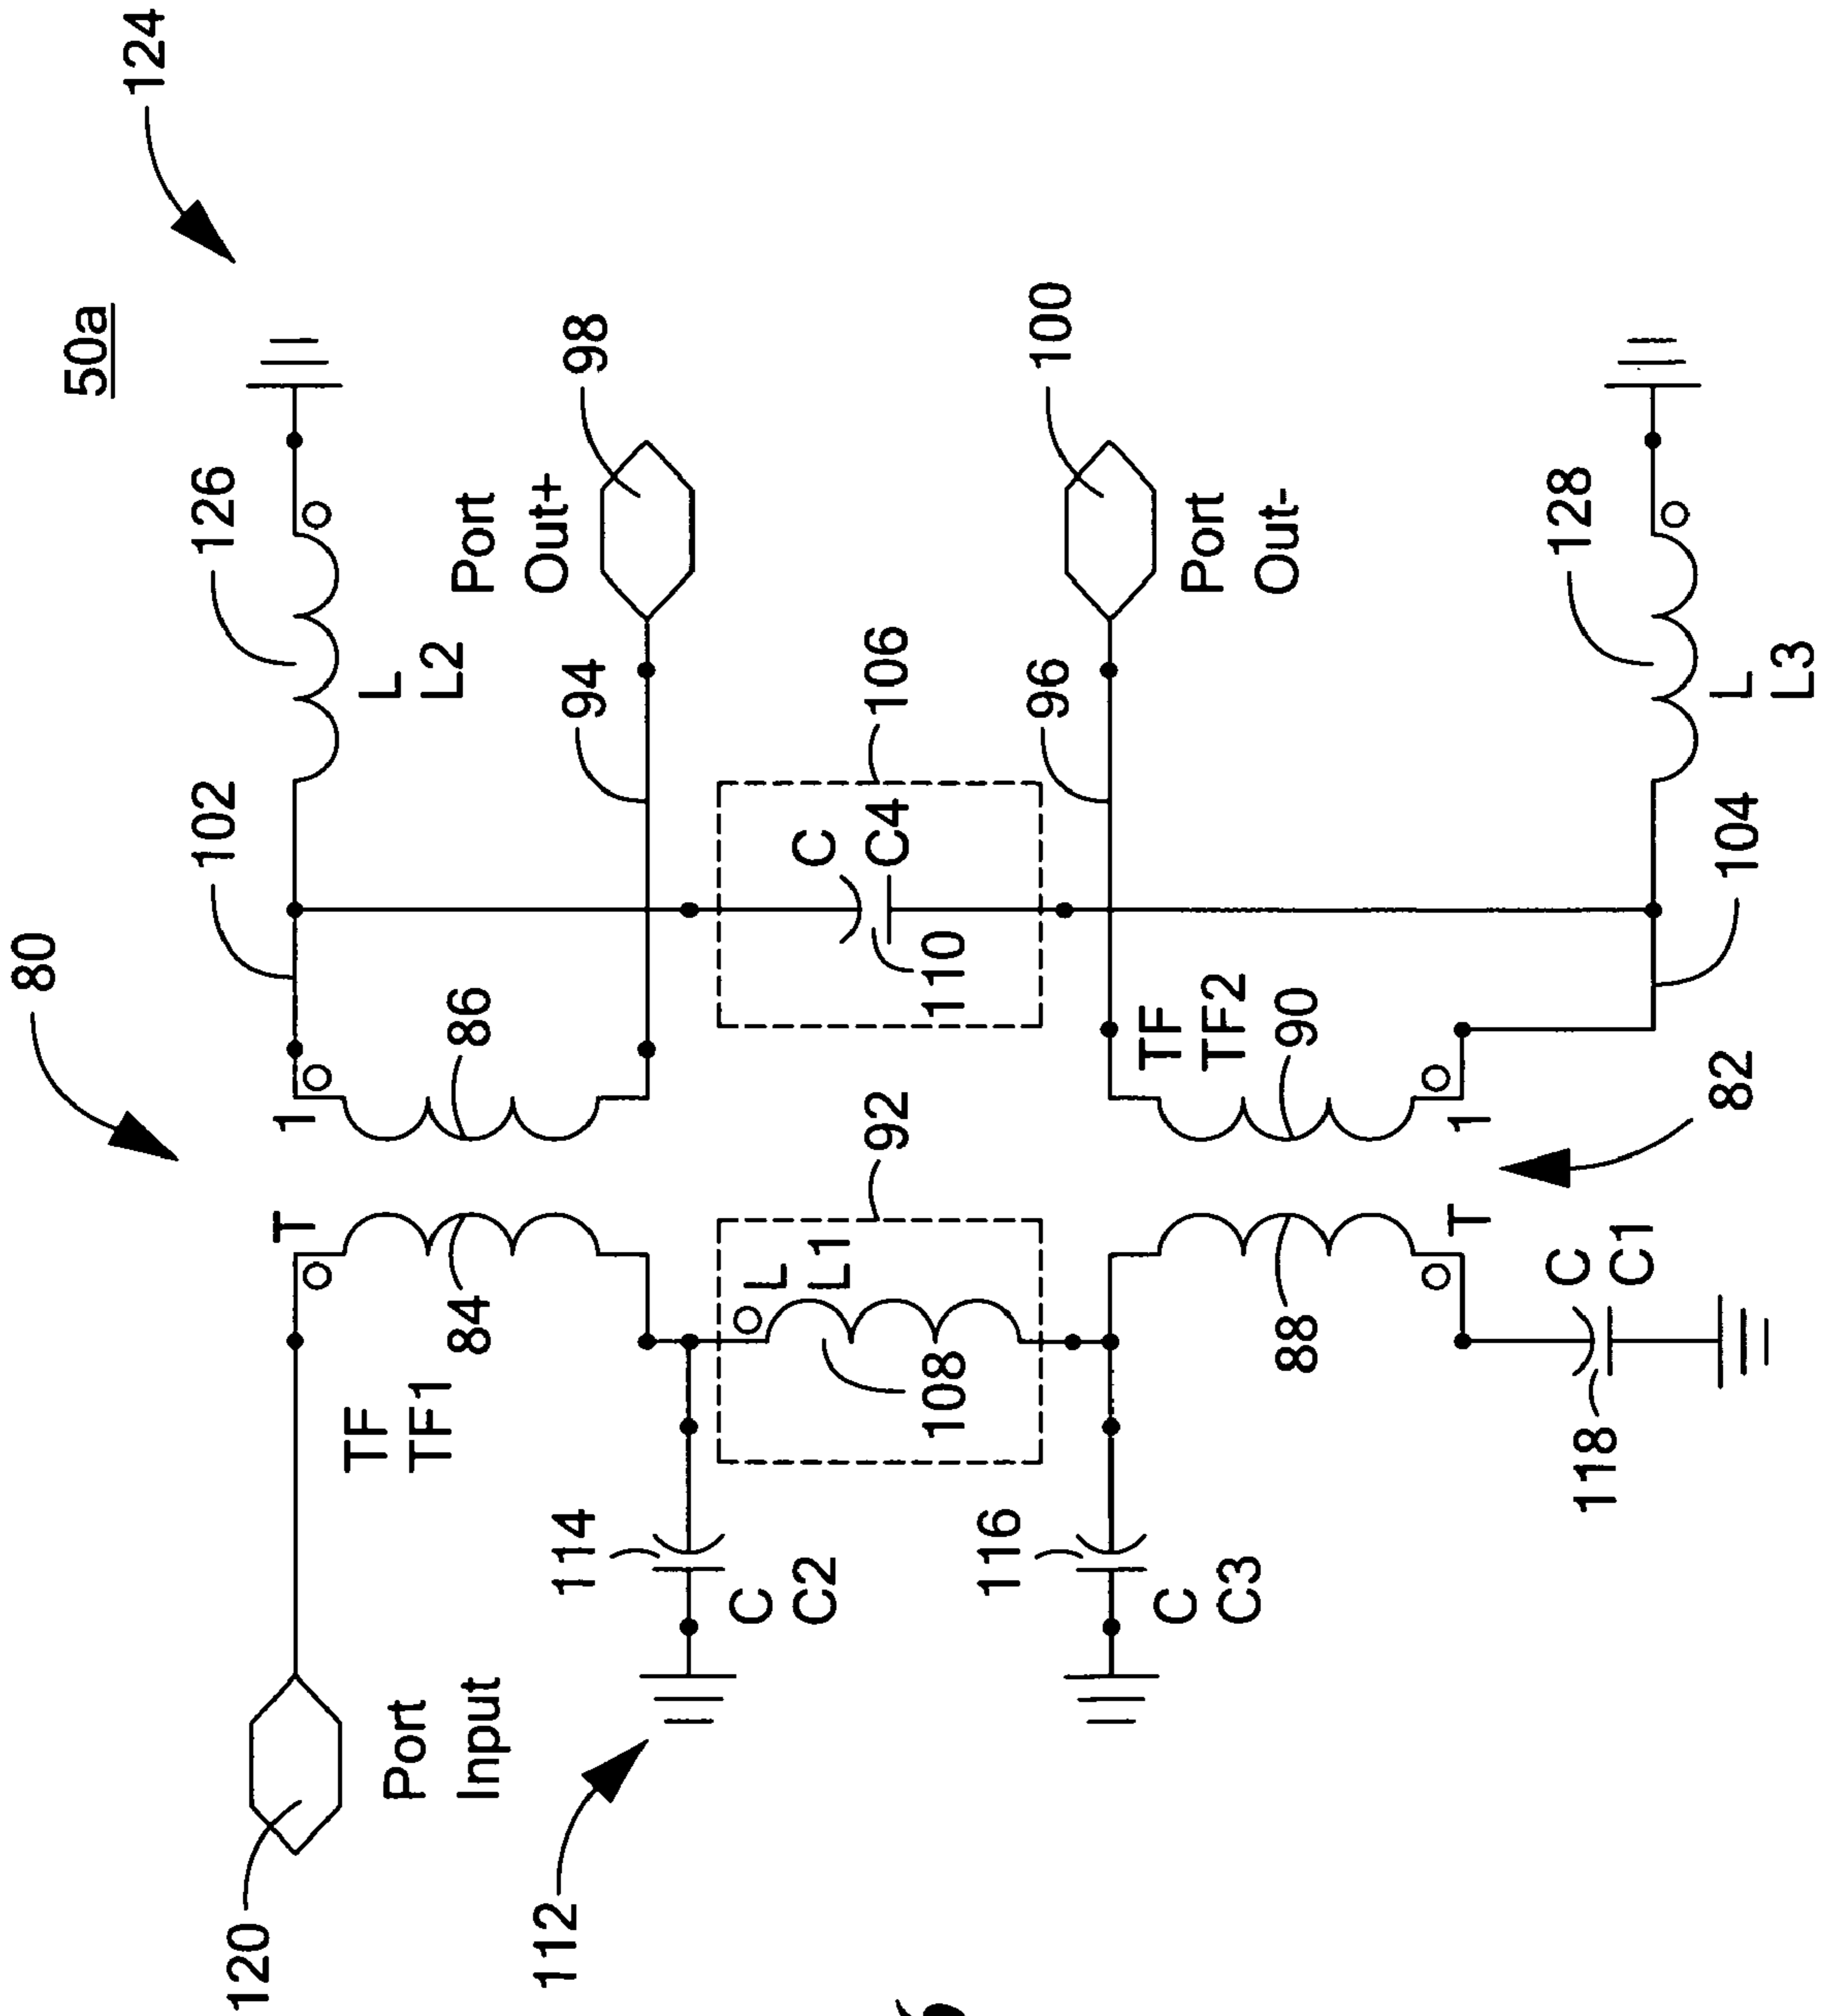 50a
124
80
102
126
L
L2
120
Port
Input
TF
TF1
T
1
84
86
94
98
Port
Out+
112
114
C
C2
92
L
L1
108
106
C
C4
110
96
100
Port
Out-
116
C
C3
88
T
TF
TF2
90
1
118
C
C1
82
104
128
L
L3